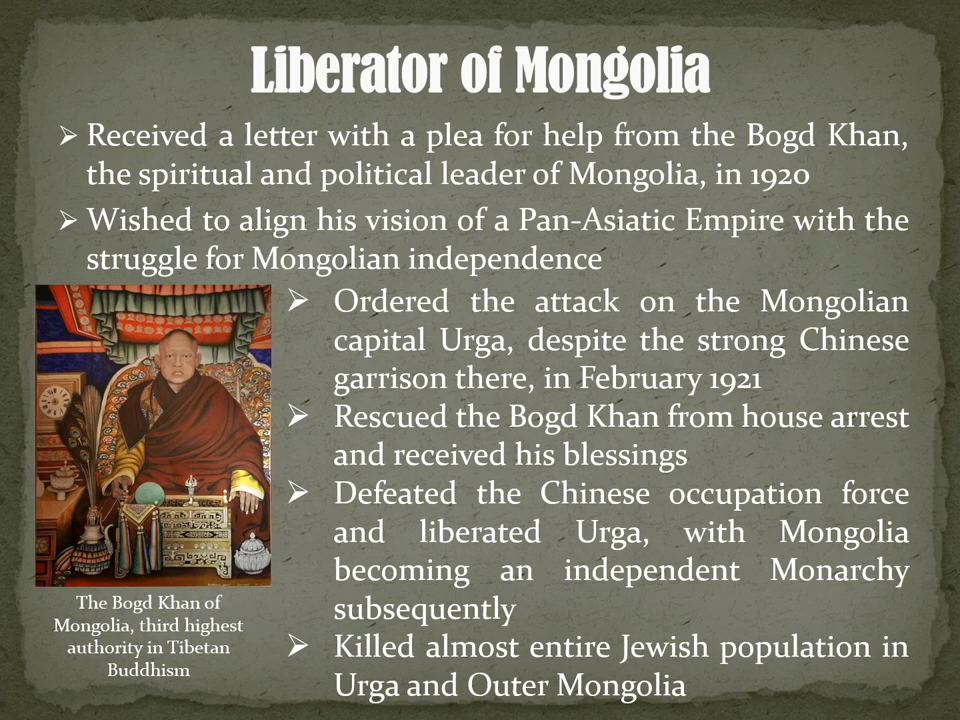 Liberator of Mongolia
➢ Received a letter with a plea for help from the Bogd Khan,
the spiritual and political leader of Mongolia, in 1920
➢ Wished to align his vision of a Pan-Asiatic Empire with the
struggle for Mongolian independence
➢ Ordered the attack on the Mongolian
capital Urga, despite the strong Chinese
garrison there, in February 1921
➢ Rescued the Bogd Khan from house arrest
and received his blessings
➢ Defeated the Chinese occupation force
and liberated Urga, with Mongolia
becoming an independent Monarchy
subsequently
➢ Killed almost entire Jewish population in
Urga and Outer Mongolia
The Bogd Khan of
Mongolia, third highest
authority in Tibetan
Buddhism